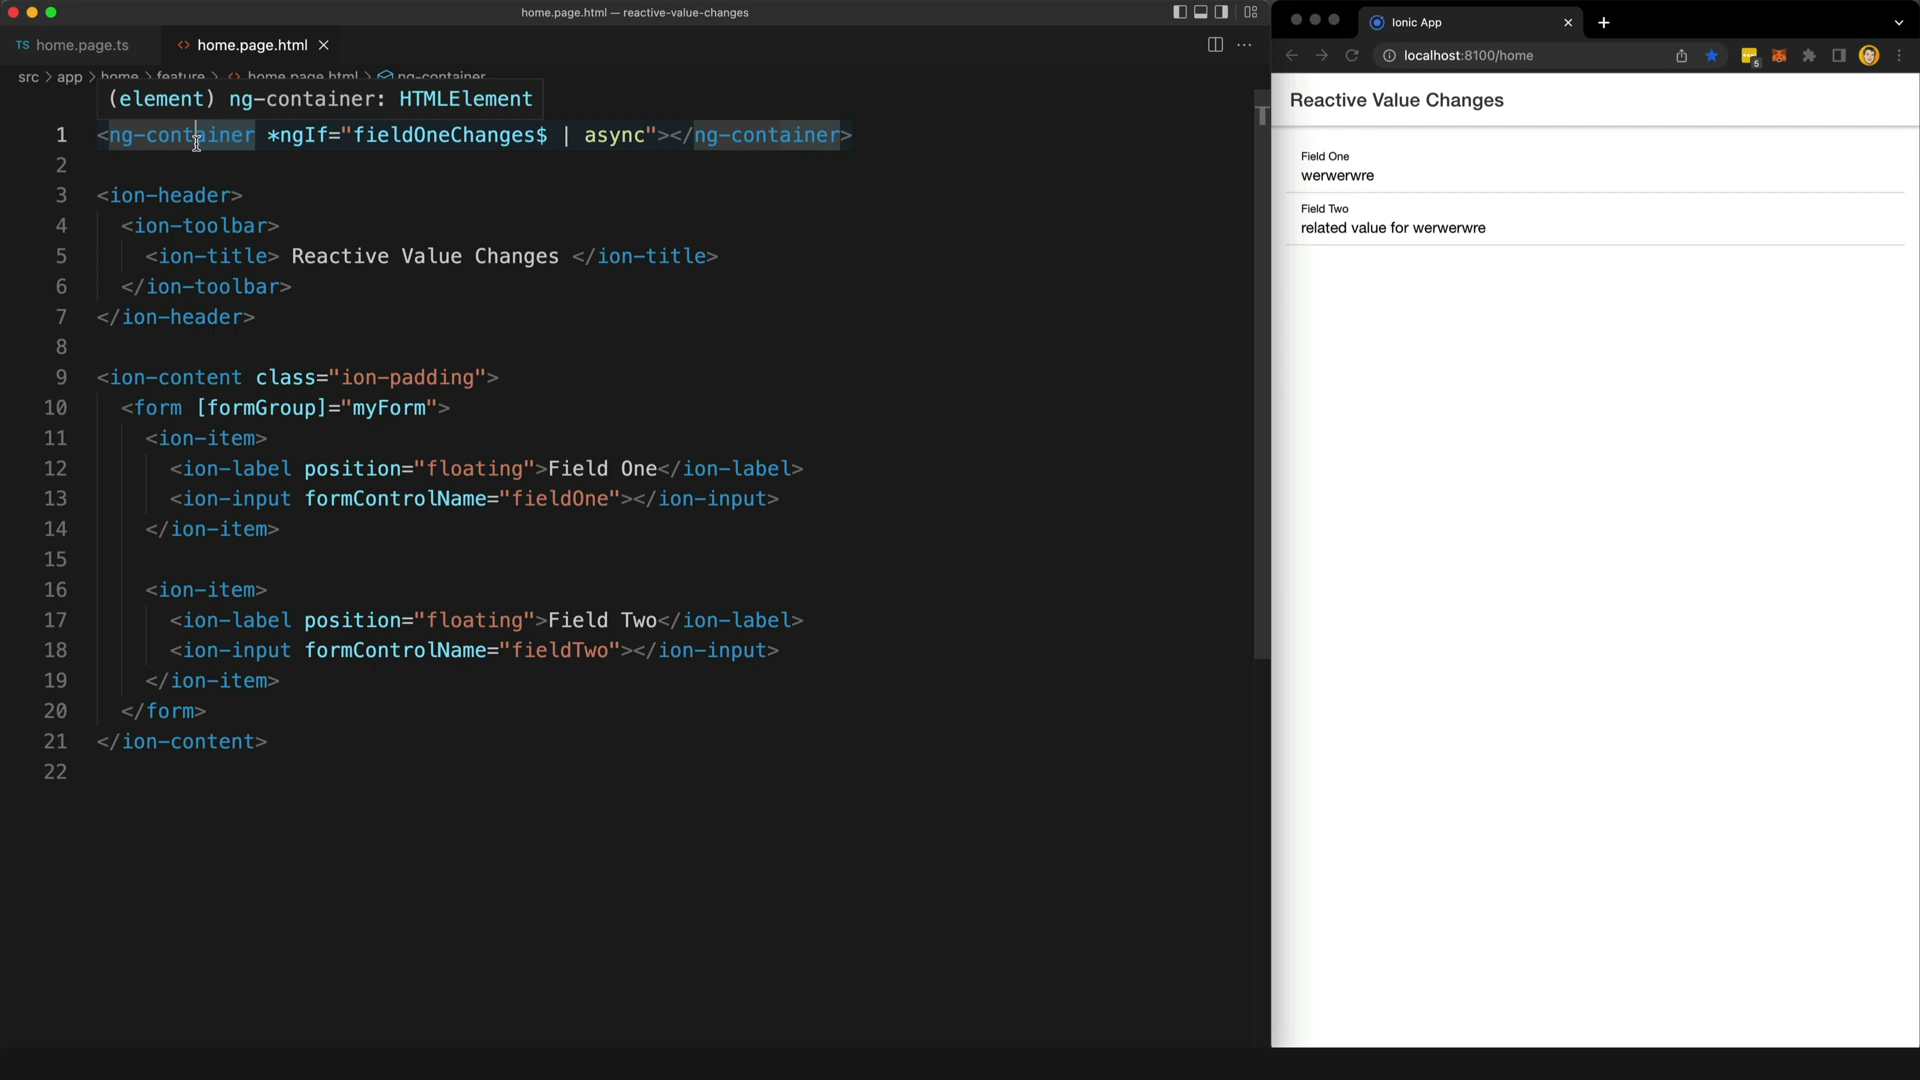 home.page.html — reactive-value-changes
TS home.page.ts
<> home.page.html
src > app > home > feature > <> home.page.html > ng-container
(element) ng-container: HTMLElement
1 <ng-container *ngIf="fieldOneChanges$ | async"></ng-container>
2
3 <ion-header>
4 <ion-toolbar>
5 <ion-title> Reactive Value Changes </ion-title>
6 </ion-toolbar>
7 </ion-header>
8
9 <ion-content class="ion-padding">
10 <form [formGroup]="myForm">
11 <ion-item>
12 <ion-label position="floating">Field One</ion-label>
13 <ion-input formControlName="fieldOne"></ion-input>
14 </ion-item>
15
16 <ion-item>
17 <ion-label position="floating">Field Two</ion-label>
18 <ion-input formControlName="fieldTwo"></ion-input>
19 </ion-item>
20 </form>
21 </ion-content>
22
Ionic App
localhost:8100/home
5
Reactive Value Changes
Field One
werwerwre
Field Two
related value for werwerwre